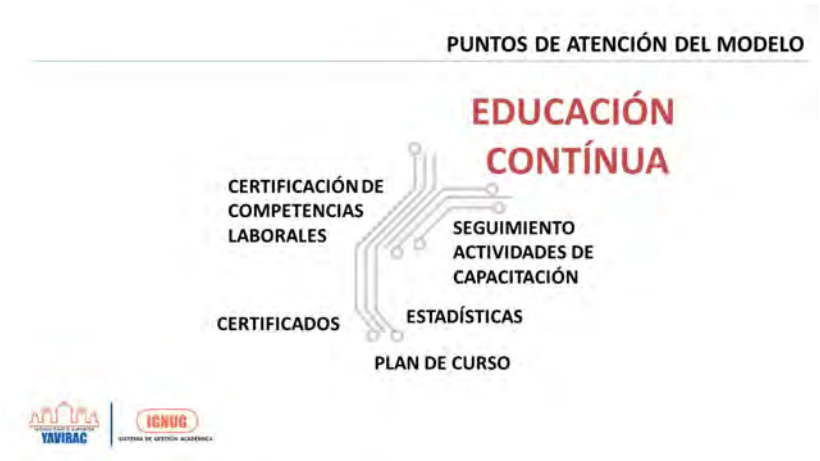 PUNTOS DE ATENCIÓN DEL MODELO
EDUCACIÓN
CONTÍNUA
CERTIFICACIÓN DE
COMPETENCIAS
LABORALES
SEGUIMIENTO
ACTIVIDADES DE
CAPACITACIÓN
CERTIFICADOS
ESTADÍSTICAS
PLAN DE CURSO
YAVIRAC
IGNUG
SISTEMA DE GESTIÓN ACADÉMICA